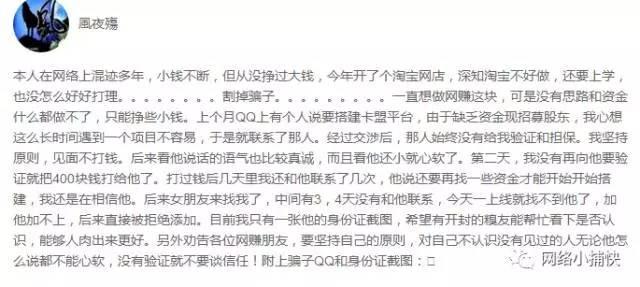 風夜殤
本人在网络上混迹多年，小钱不断，但从没挣过大钱，今年开了个淘宝网店，深知淘宝不好做，还要上学，
也没怎么好好打理。。。。。。。。割掉骗子。。。。。。。。。一直想做网赚这块，可是没有思路和资金
什么都做不了，只能挣些小钱。上个月QQ上有个人说要搭建卡盟平台，由于缺乏资金现招募股东，我心想
这么长时间遇到一个项目不容易，于是就联系了那人。经过交涉后，那人始终没有给我验证和担保。我坚持
原则，见面不打钱。后来看他说话的语气也比较真诚，而且看他还小就心软了。第二天，我没有再向他要验
证就把400块钱打给他了。打过钱后几天里我还和他联系了几次，他说还要再找一些资金才能开始开始搭
建，我还是在相信他。后来女朋友来找我了，中间有3，4天没有和他联系，今天一上线就找不到他了，加
他加不上，后来直接被拒绝添加。目前我只有一张他的身份证截图，希望有开封的糗友能帮忙看下是否认
识，能够人肉出来更好。另外劝告各位网赚朋友，要坚持自己的原则，对自己不认识没有见过的人无论他怎
么说都不能心软，没有验证就不要谈信任！附上骗子QQ和身份证截图：
网络小捕快